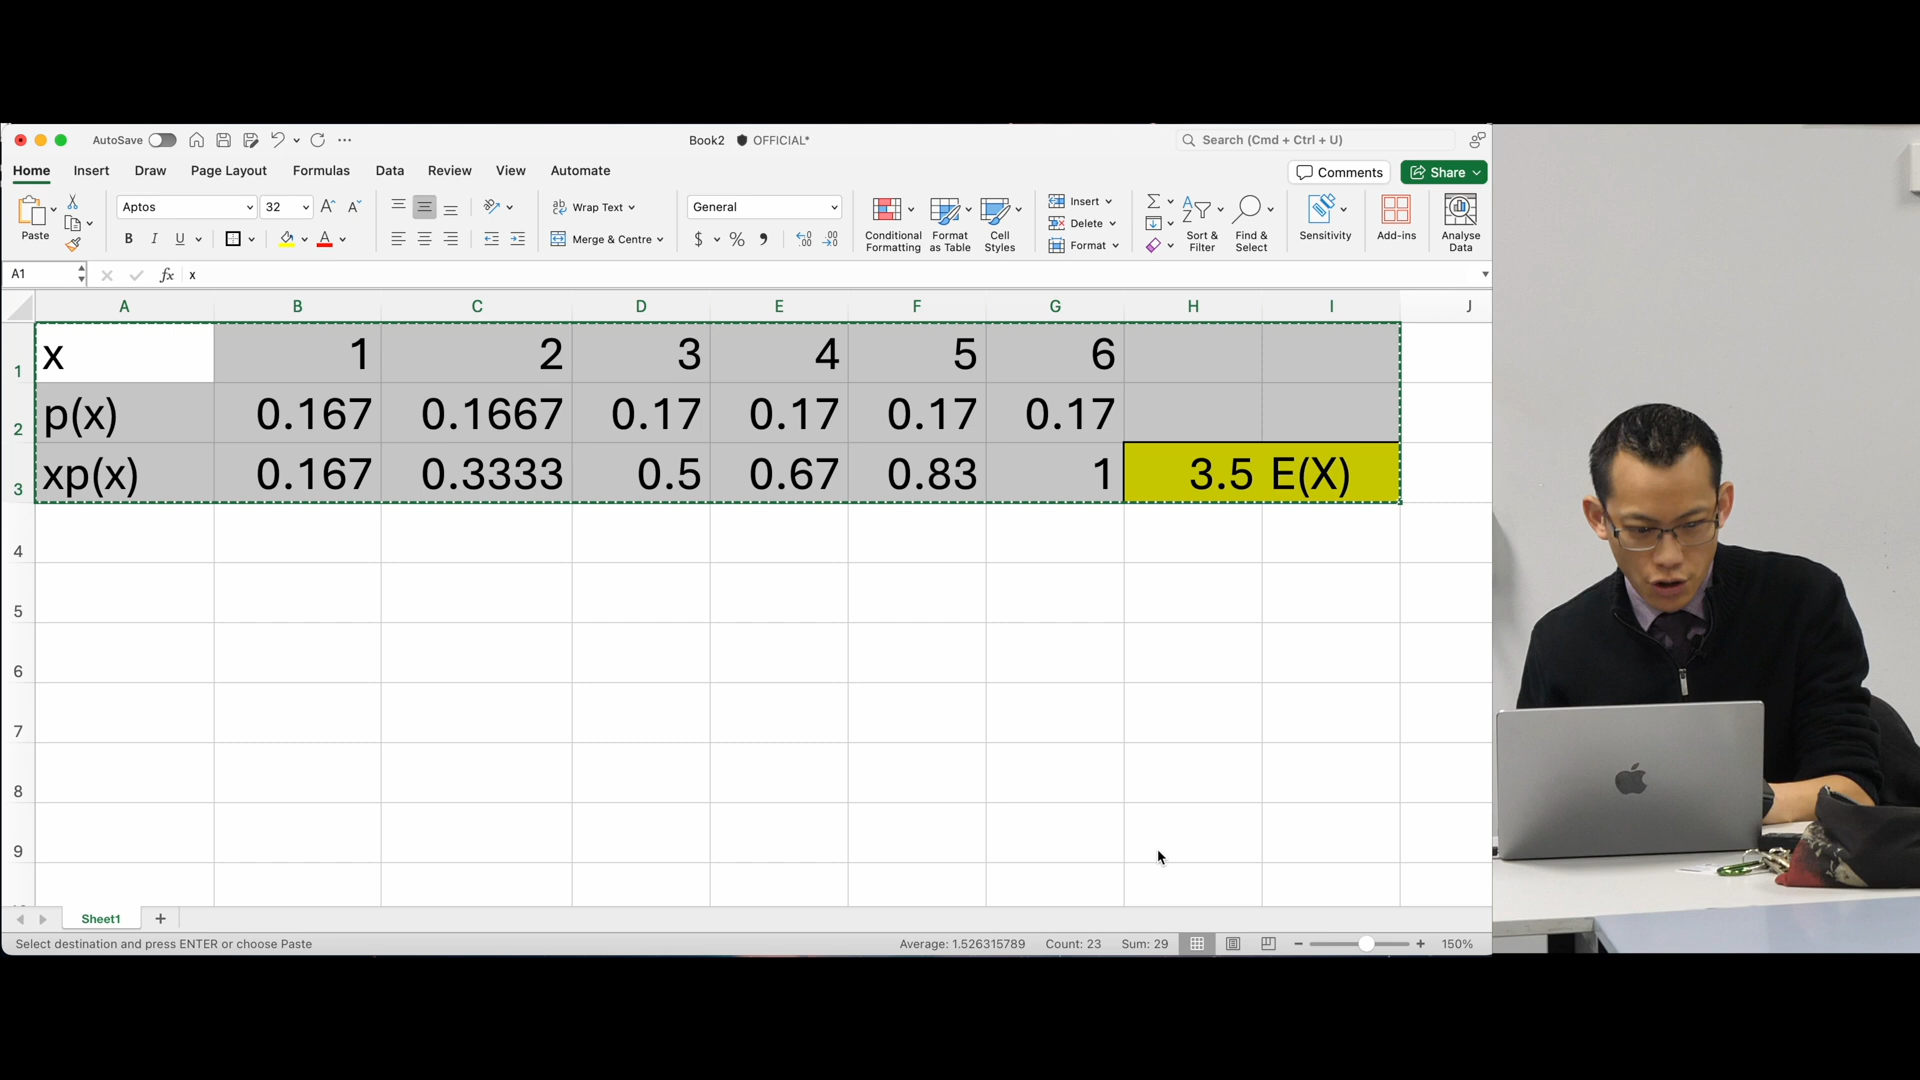 AutoSave
Book2 OFFICIAL*
Search (Cmd + Ctrl + U)
Home Insert Draw Page Layout Formulas Data Review View Automate
Comments Share
Paste
Aptos 32
B I U
Wrap Text
Merge & Centre
General
$ %
Conditional Formatting
Format as Table
Cell Styles
Insert
Delete
Format
Sort & Filter
Find & Select
Sensitivity
Add-ins
Analyse Data
A1 fx x
A B C D E F G H I J
1 x 1 2 3 4 5 6
2 p(x) 0.167 0.1667 0.17 0.17 0.17 0.17
3 xp(x) 0.167 0.3333 0.5 0.67 0.83 1 3.5 E(X)
4
5
6
7
8
9
Sheet1 +
Select destination and press ENTER or choose Paste Average: 1.526315789 Count: 23 Sum: 29 150%